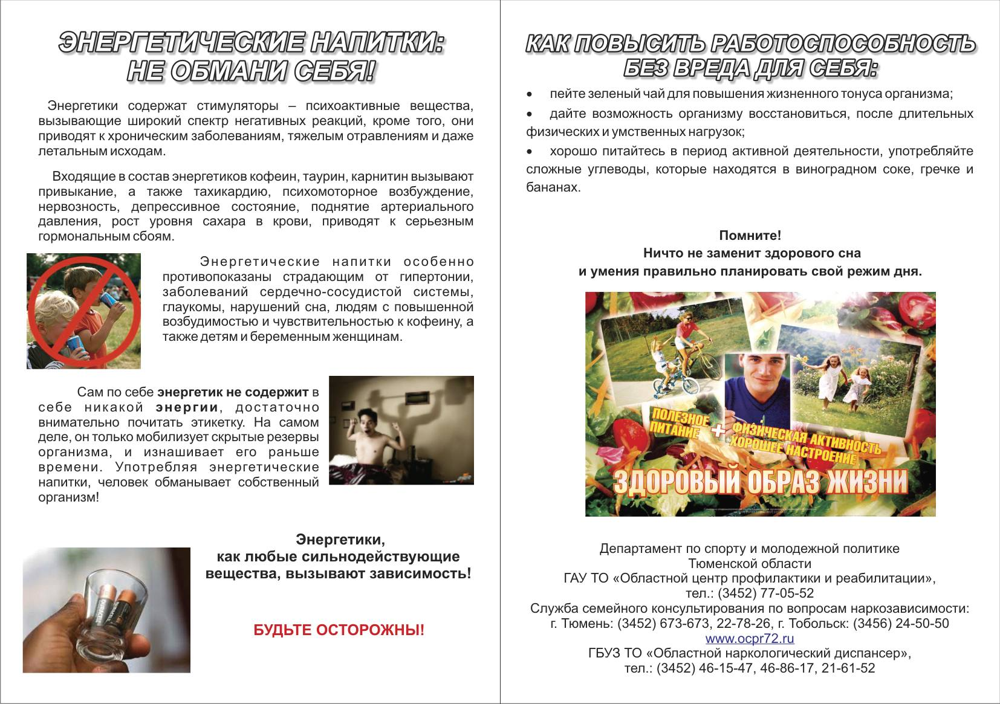 ЭНЕРГЕТИЧЕСКИЕ НАПИТКИ:
НЕ ОБМАНИ СЕБЯ!
Энергетики содержат стимуляторы – психоактивные вещества,
вызывающие широкий спектр негативных реакций, кроме того, они
приводят к хроническим заболеваниям, тяжелым отравлениям и даже
летальным исходам.
Входящие в состав энергетиков кофеин, таурин, карнитин вызывают
привыкание, а также тахикардию, психомоторное возбуждение,
нервозность, депрессивное состояние, поднятие артериального
давления, рост уровня сахара в крови, приводят к серьезным
гормональным сбоям.
Энергетические напитки особенно
противопоказаны страдающим от гипертонии,
заболеваний сердечно-сосудистой системы,
глаукомы, нарушений сна, людям с повышенной
возбудимостью и чувствительностью к кофеину, а
также детям и беременным женщинам.
Сам по себе энергетик не содержит в
себе никакой энергии, достаточно
внимательно почитать этикетку. На самом
деле, он только мобилизует скрытые резервы
организма, и изнашивает его раньше
времени. Употребляя энергетические
напитки, человек обманывает собственный
организм!
Энергетики,
как любые сильнодействующие
вещества, вызывают зависимость!
DURACELL
БУДЬТЕ ОСТОРОЖНЫ!
КАК ПОВЫСИТЬ РАБОТОСПОСОБНОСТЬ
БЕЗ ВРЕДА ДЛЯ СЕБЯ:
• пейте зеленый чай для повышения жизненного тонуса организма;
• дайте возможность организму восстановиться, после длительных
физических и умственных нагрузок;
• хорошо питайтесь в период активной деятельности, употребляйте
сложные углеводы, которые находятся в виноградном соке, гречке и
бананах.
Помните!
Ничто не заменит здорового сна
и умения правильно планировать свой режим дня.
ПОЛЕЗНОЕ
ПИТАНИЕ
+ ФИЗИЧЕСКАЯ АКТИВНОСТЬ
ХОРОШЕЕ НАСТРОЕНИЕ
ЗДОРОВЫЙ ОБРАЗ ЖИЗНИ
Департамент по спорту и молодежной политике
Тюменской области
ГАУ ТО «Областной центр профилактики и реабилитации»,
тел.: (3452) 77-05-52
Служба семейного консультирования по вопросам наркозависимости:
г. Тюмень: (3452) 673-673, 22-78-26, г. Тобольск: (3456) 24-50-50
www.ocpr72.ru
ГБУЗ ТО «Областной наркологический диспансер»,
тел.: (3452) 46-15-47, 46-86-17, 21-61-52